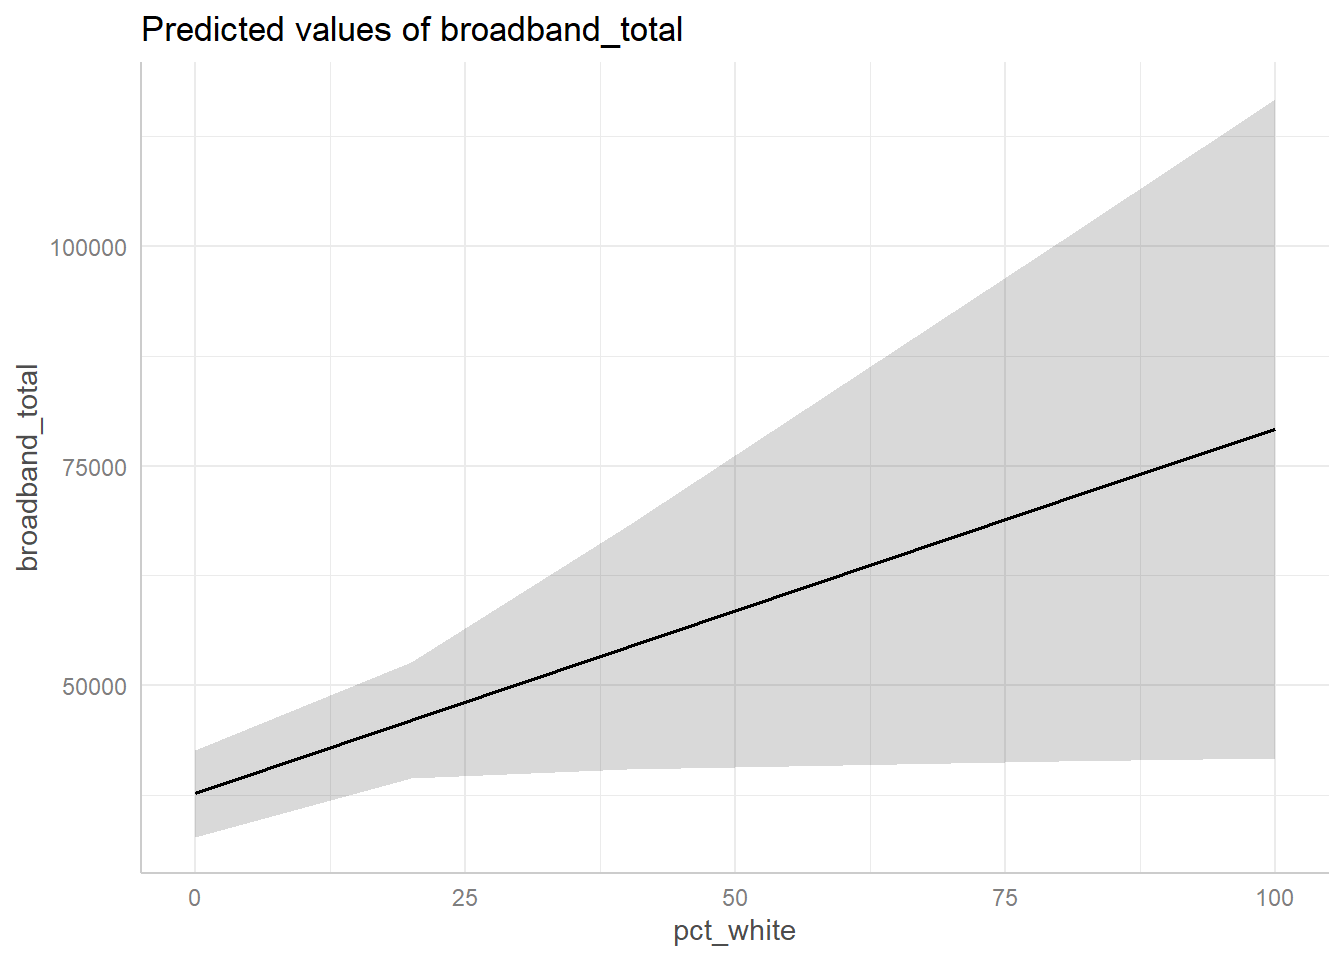 Predicted values of broadband_total
100000
75000
50000
broadband_total
0 25 50 75 100
pct_white